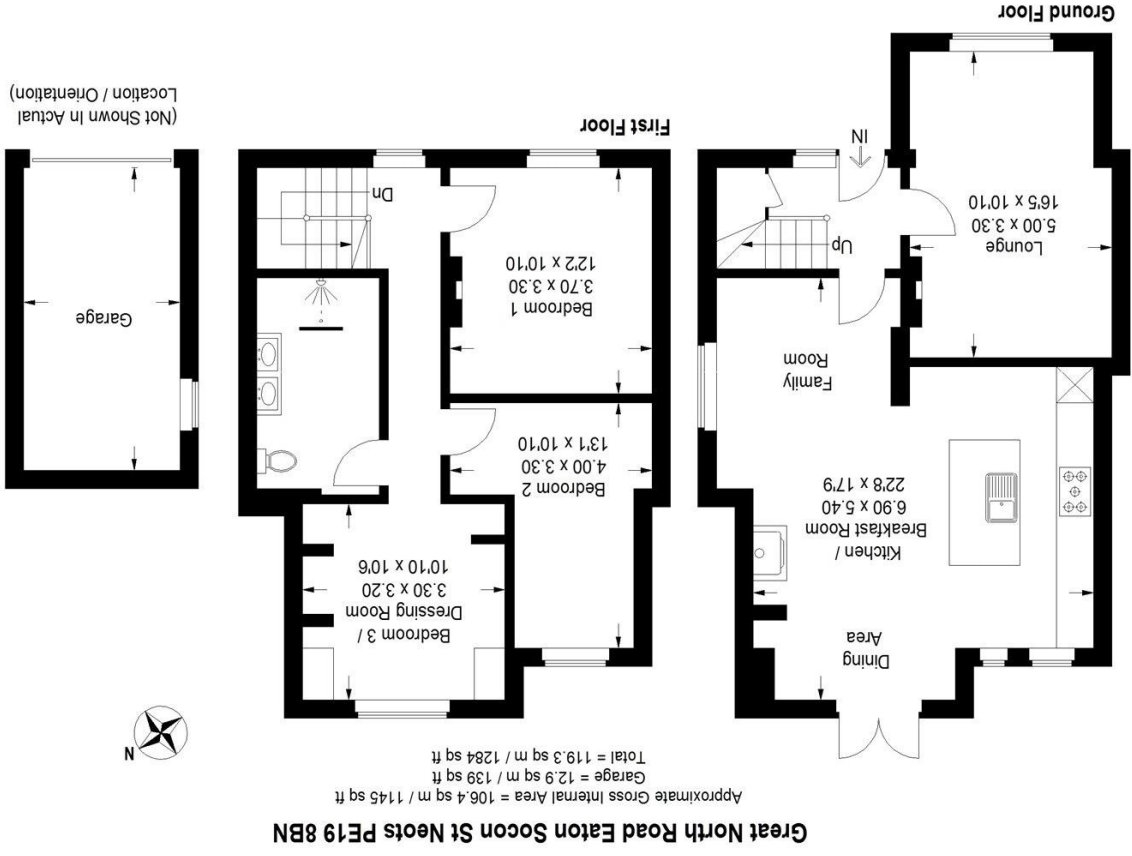 Great North Road Eaton Socon St Neots PE19 8BN
Approximate Gross Internal Area = 106.4 sq m / 1145 sq ft
Garage = 12.9 sq m / 139 sq ft
Total = 119.3 sq m / 1284 sq ft
N
Dining
Area
Kitchen /
Breakfast Room
6.90 x 5.40
22'8 x 17'9
Family
Room
Lounge
5.00 x 3.30
16'5 x 10'10
Up
IN
Ground Floor
Bedroom 3 /
Dressing Room
3.30 x 3.20
10'10 x 10'6
Bedroom 2
4.00 x 3.30
13'1 x 10'10
Bedroom 1
3.70 x 3.30
12'2 x 10'10
Dn
First Floor
Garage
(Not Shown In Actual
Location / Orientation)